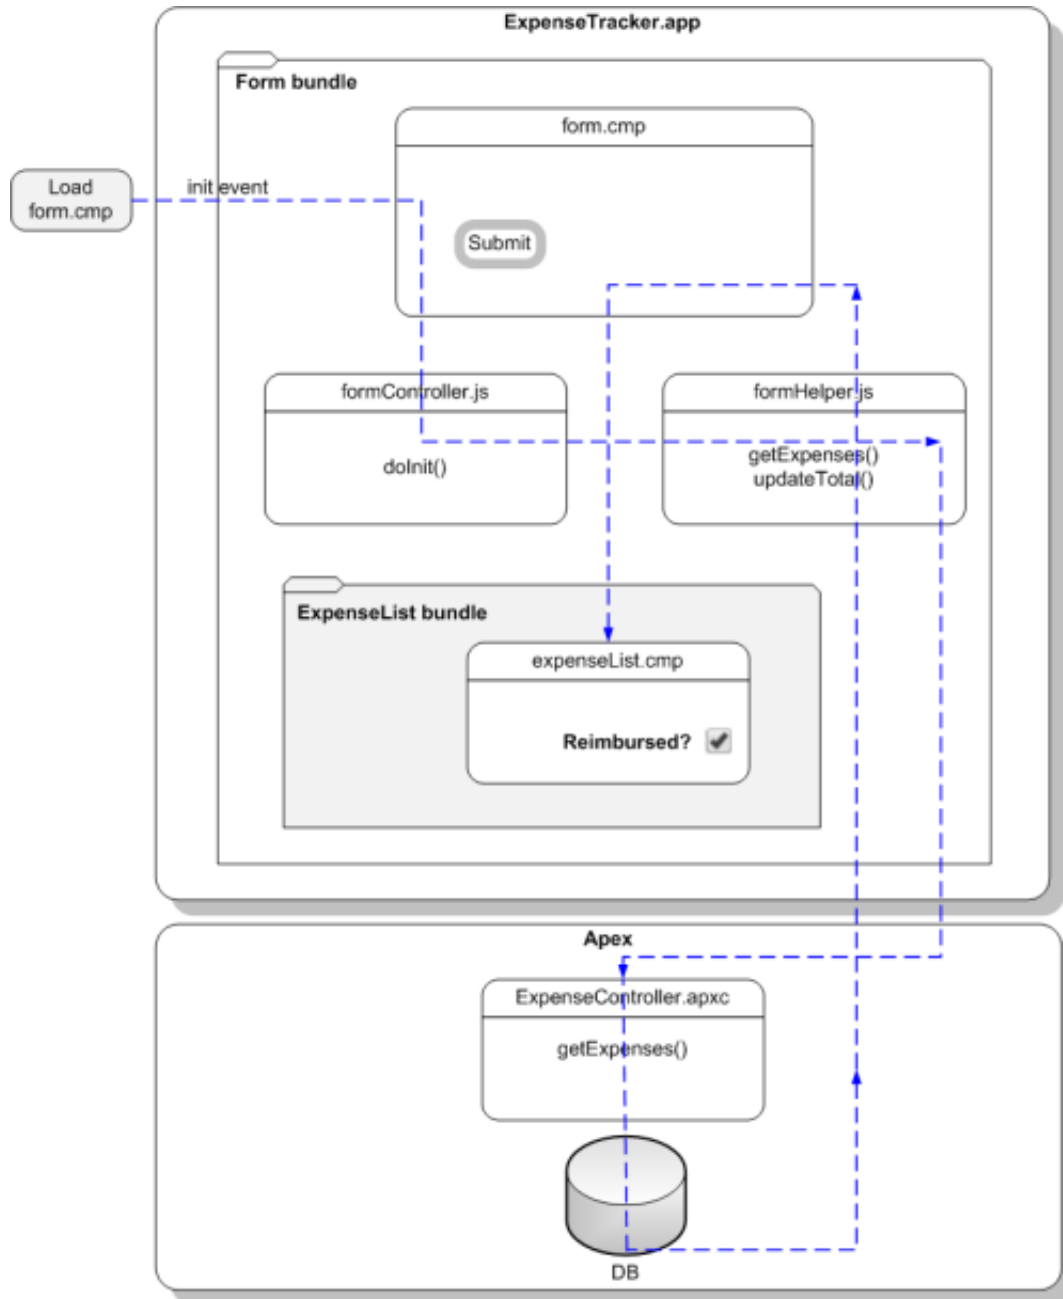 ExpenseTracker.app
Form bundle
form.cmp
Load
form.cmp
init event
Submit
formController.js
doInit()
formHelper.js
getExpenses()
updateTotal()
ExpenseList bundle
expenseList.cmp
Reimbursed?
Apex
ExpenseController.apxc
getExpenses()
DB